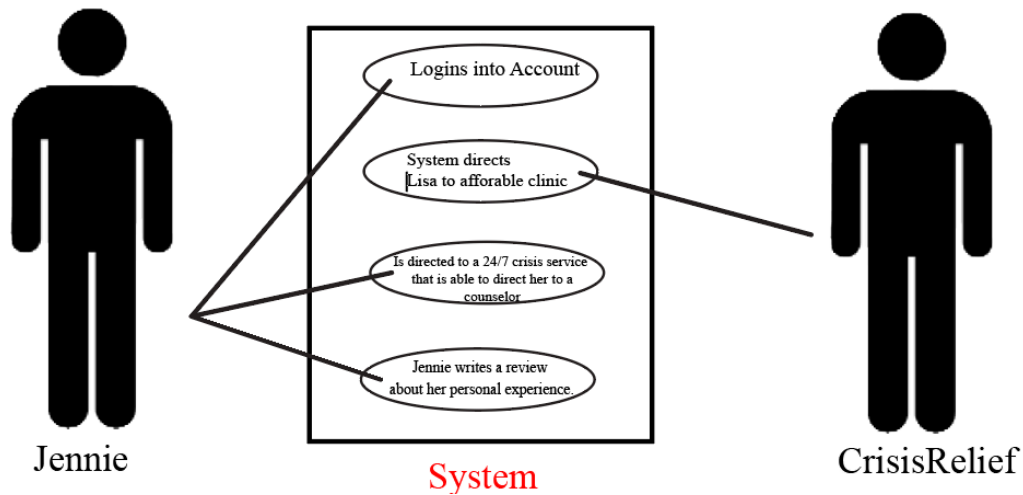 Logins into Account
System directs
Lisa to afforable clinic
Is directed to a 24/7 crisis service
that is able to direct her to a
counselor
Jennie writes a review
about her personal experience.
Jennie
System
CrisisRelief